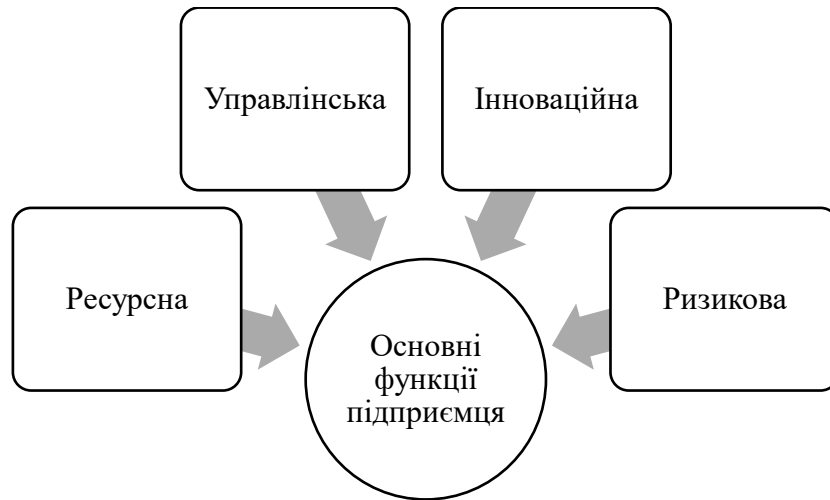 Управлінська
Інноваційна
Ресурсна
Ризикова
Основні
функції
підприємця